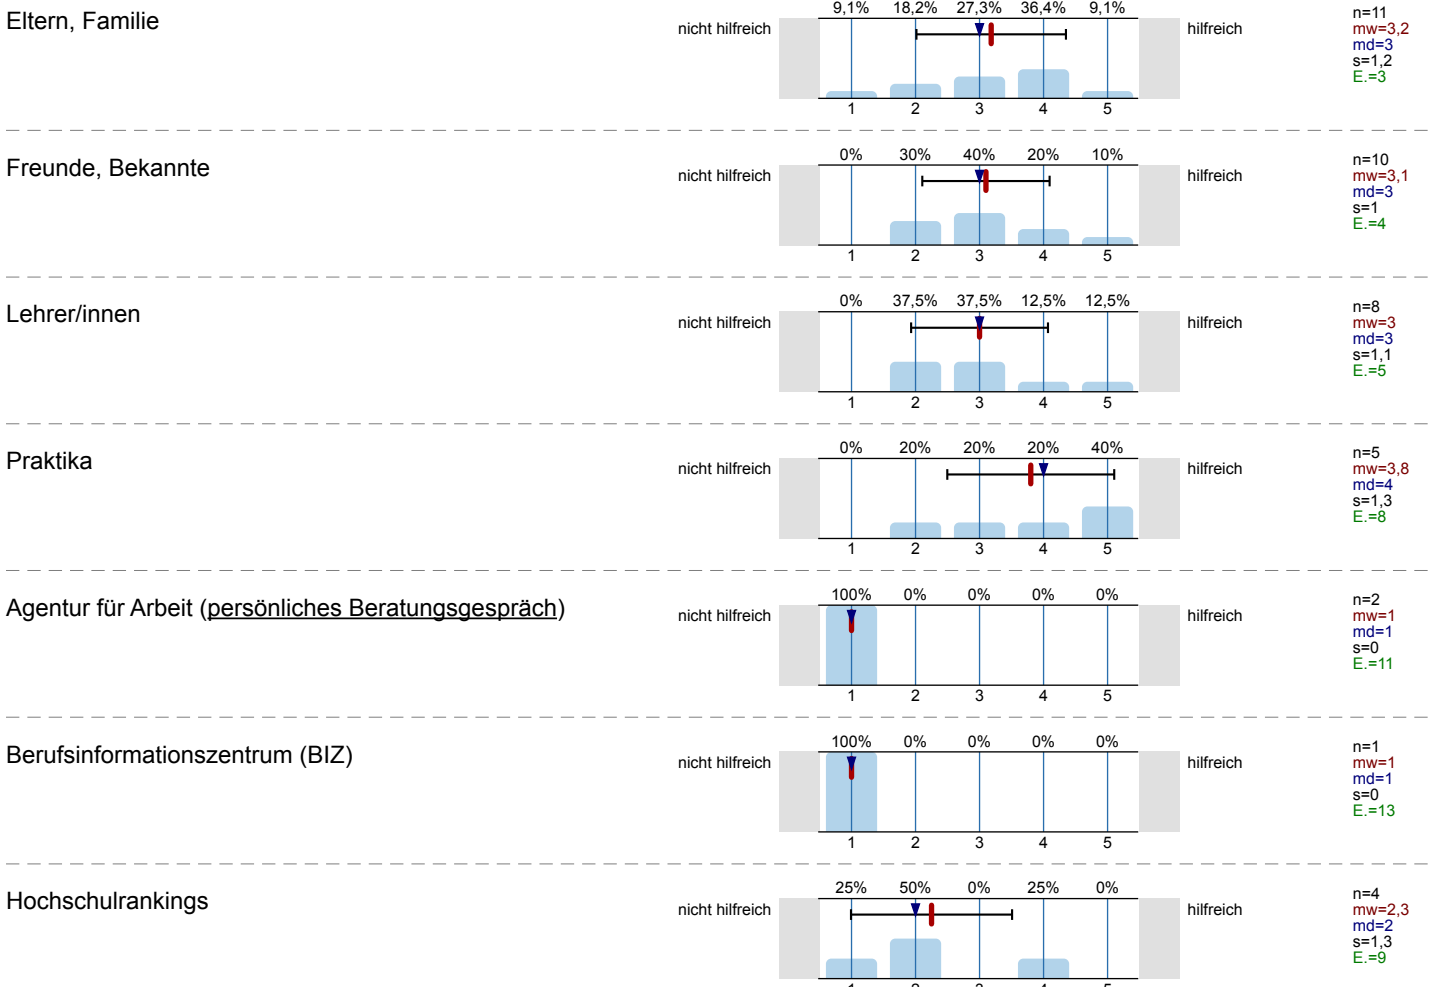 Eltern, Familie
nicht hilfreich
9,1% 18,2% 27,3% 36,4% 9,1%
1 2 3 4 5
hilfreich
n=11
mw=3,2
md=3
s=1,2
E.=3
Freunde, Bekannte
nicht hilfreich
0% 30% 40% 20% 10%
1 2 3 4 5
hilfreich
n=10
mw=3,1
md=3
s=1
E.=4
Lehrer/innen
nicht hilfreich
0% 37,5% 37,5% 12,5% 12,5%
1 2 3 4 5
hilfreich
n=8
mw=3
md=3
s=1,1
E.=5
Praktika
nicht hilfreich
0% 20% 20% 20% 40%
1 2 3 4 5
hilfreich
n=5
mw=3,8
md=4
s=1,3
E.=8
Agentur für Arbeit (persönliches Beratungsgespräch)
nicht hilfreich
100% 0% 0% 0% 0%
1 2 3 4 5
hilfreich
n=2
mw=1
md=1
s=0
E.=11
Berufsinformationszentrum (BIZ)
nicht hilfreich
100% 0% 0% 0% 0%
1 2 3 4 5
hilfreich
n=1
mw=1
md=1
s=0
E.=13
Hochschulrankings
nicht hilfreich
25% 50% 0% 25% 0%
1 2 3 4 5
hilfreich
n=4
mw=2,3
md=2
s=1,3
E.=9